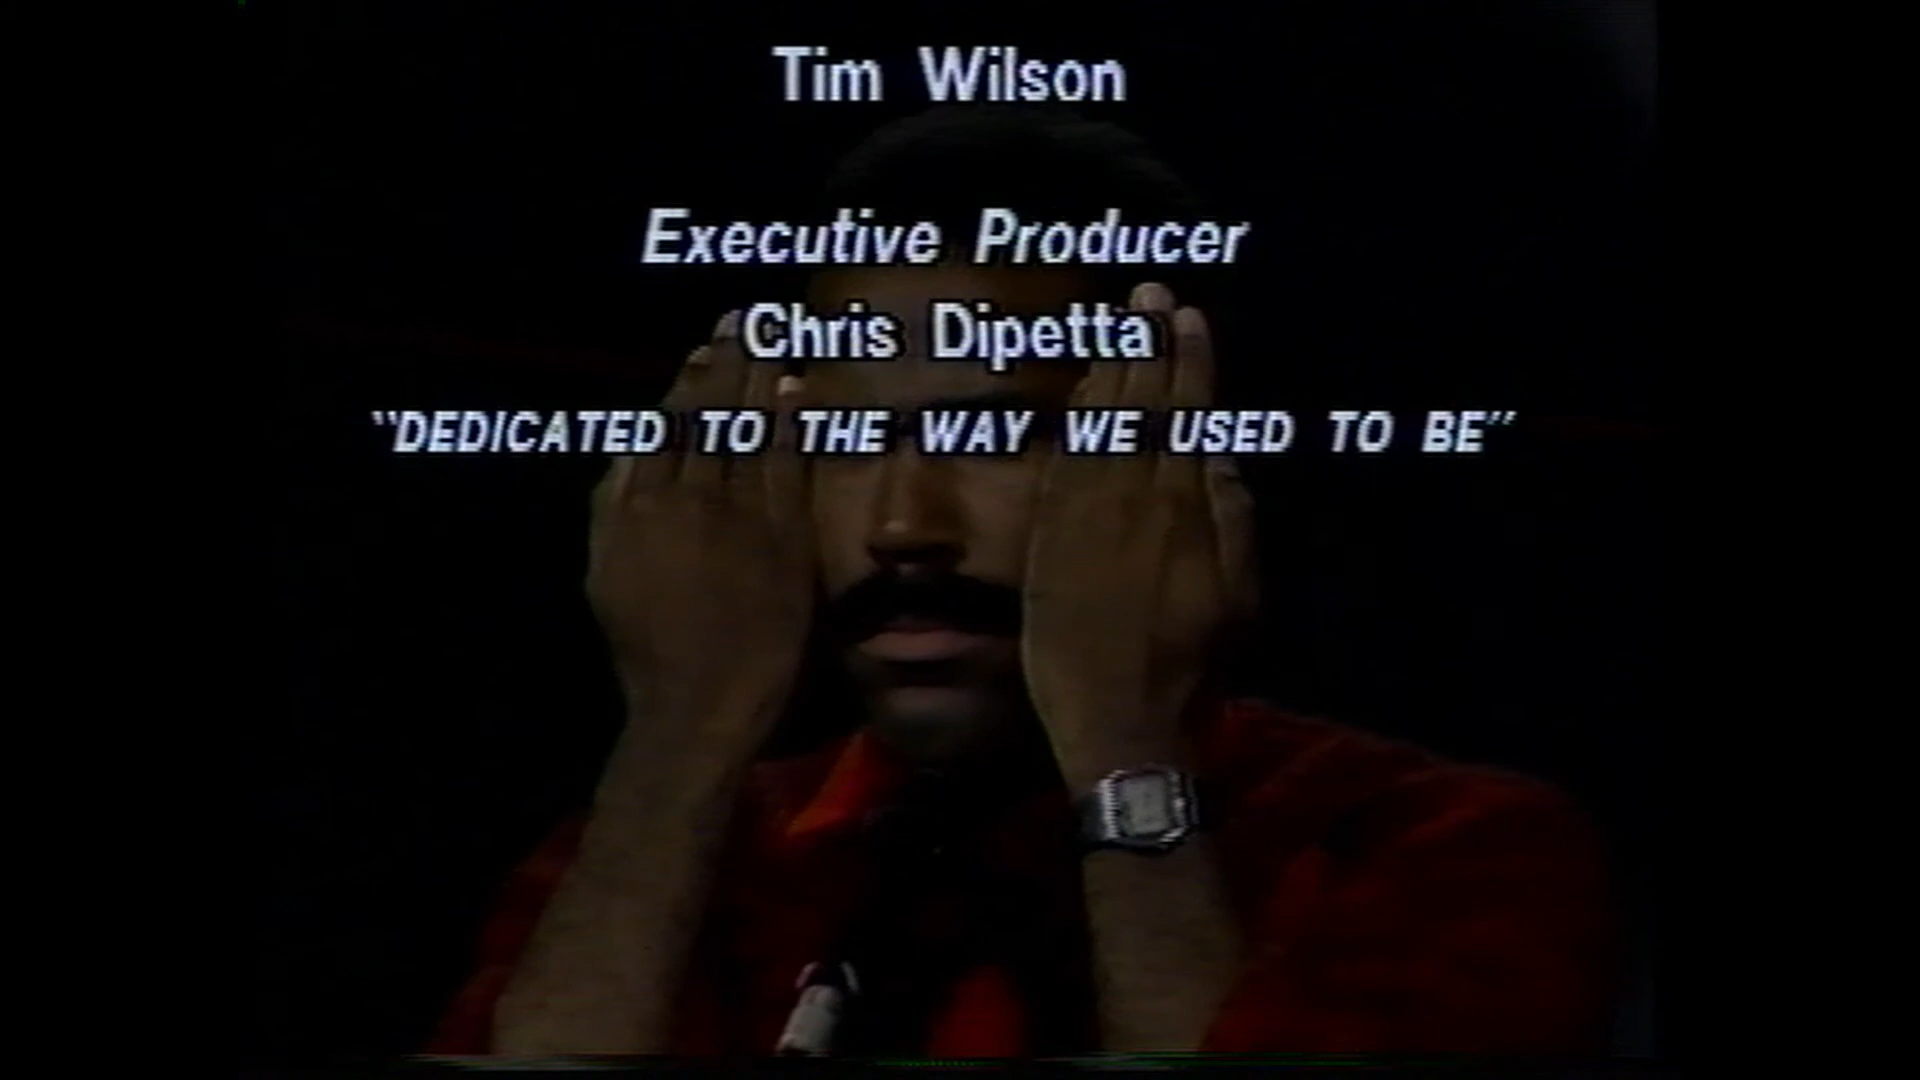 Tim Wilson
Executive Producer
Chris Dipetta
"DEDICATED TO THE WAY WE USED TO BE"